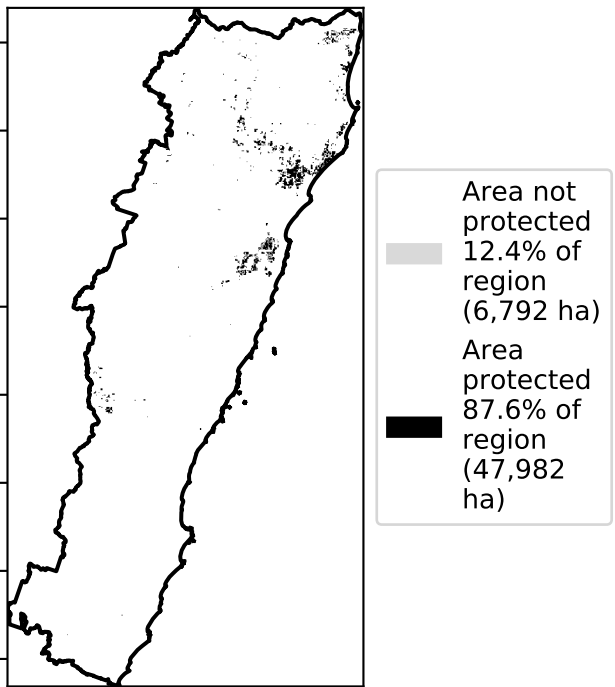 Area not
protected
12.4% of
region
(6,792 ha)
Area
protected
87.6% of
region
(47,982
ha)